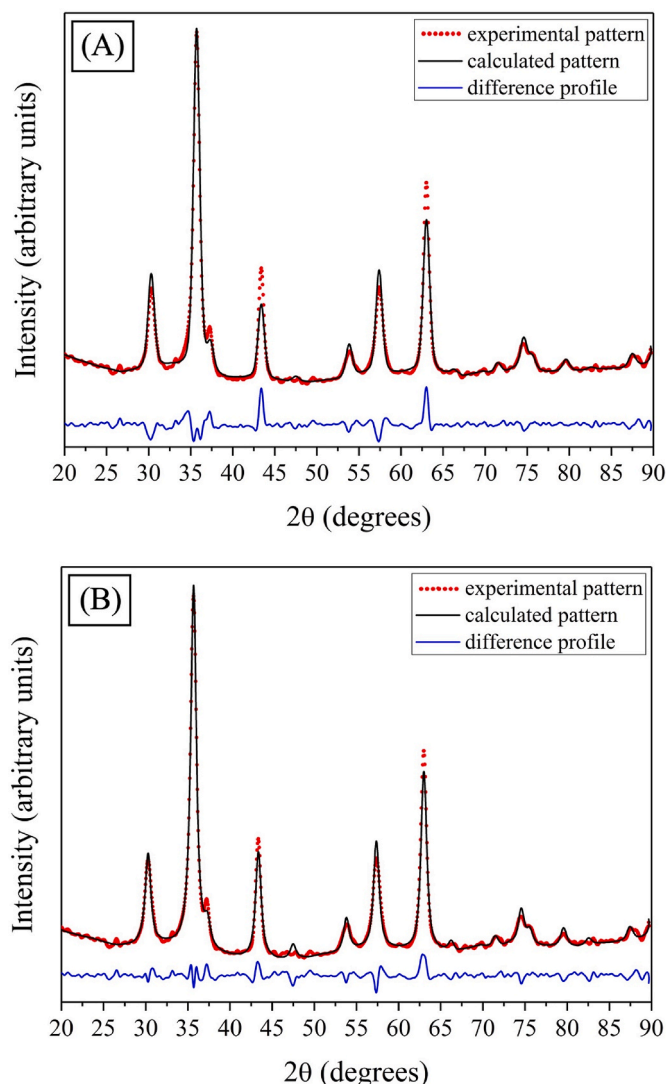 (A)
experimental pattern
calculated pattern
difference profile
Intensity (arbitrary units)
20 25 30 35 40 45 50 55 60 65 70 75 80 85 90
2θ (degrees)
(B)
experimental pattern
calculated pattern
difference profile
Intensity (arbitrary units)
20 25 30 35 40 45 50 55 60 65 70 75 80 85 90
2θ (degrees)